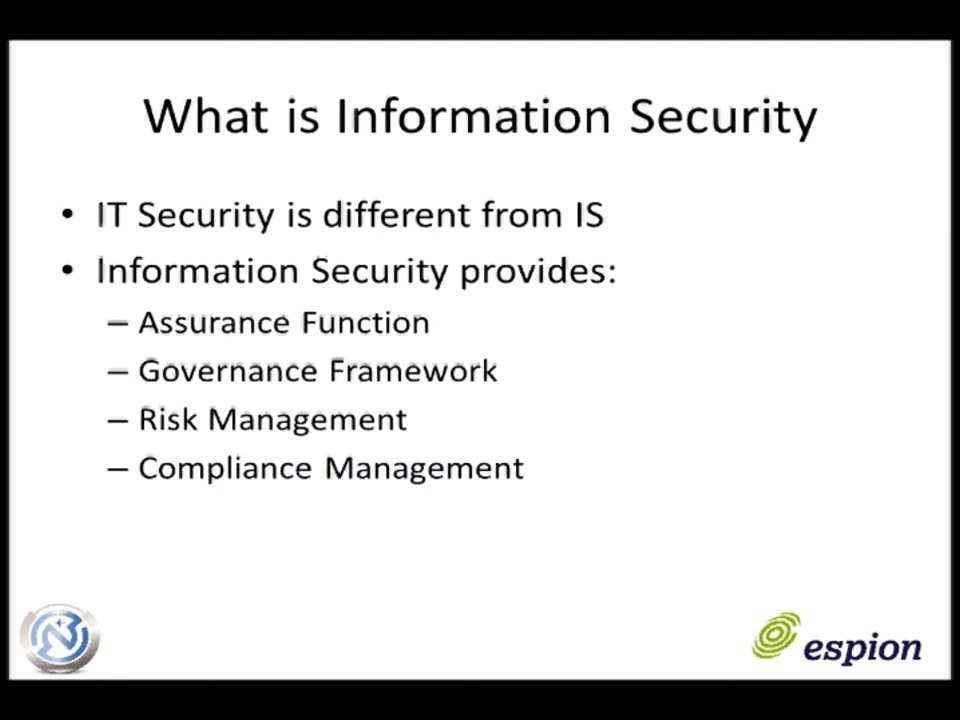 What is Information Security
• IT Security is different from IS
• Information Security provides:
– Assurance Function
– Governance Framework
– Risk Management
– Compliance Management
espion